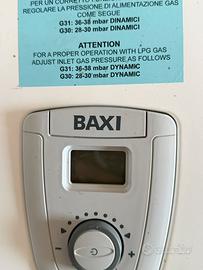 PER UN CORRETTO
REGOLARE LA PRESSIONE DI ALIMENTAZIONE GAS
COME SEGUE
G31: 36-38 mbar DINAMICI
G30: 28-30 mbar DINAMICI
ATTENTION
FOR A PROPER OPERATION WITH LPG GAS
ADJUST INLET GAS PRESSURE,AS FOLLOWS
G31: 36-38 mbar DYNAMIC
G30: 28-30 mbar DYNAMIC
BAXI
- +
subito